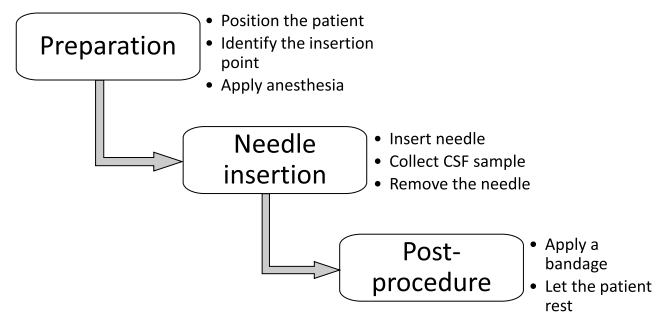 Preparation
• Position the patient
• Identify the insertion
point
• Apply anesthesia
Needle
insertion
• Insert needle
• Collect CSF sample
• Remove the needle
Post-
procedure
• Apply a
bandage
• Let the patient
rest